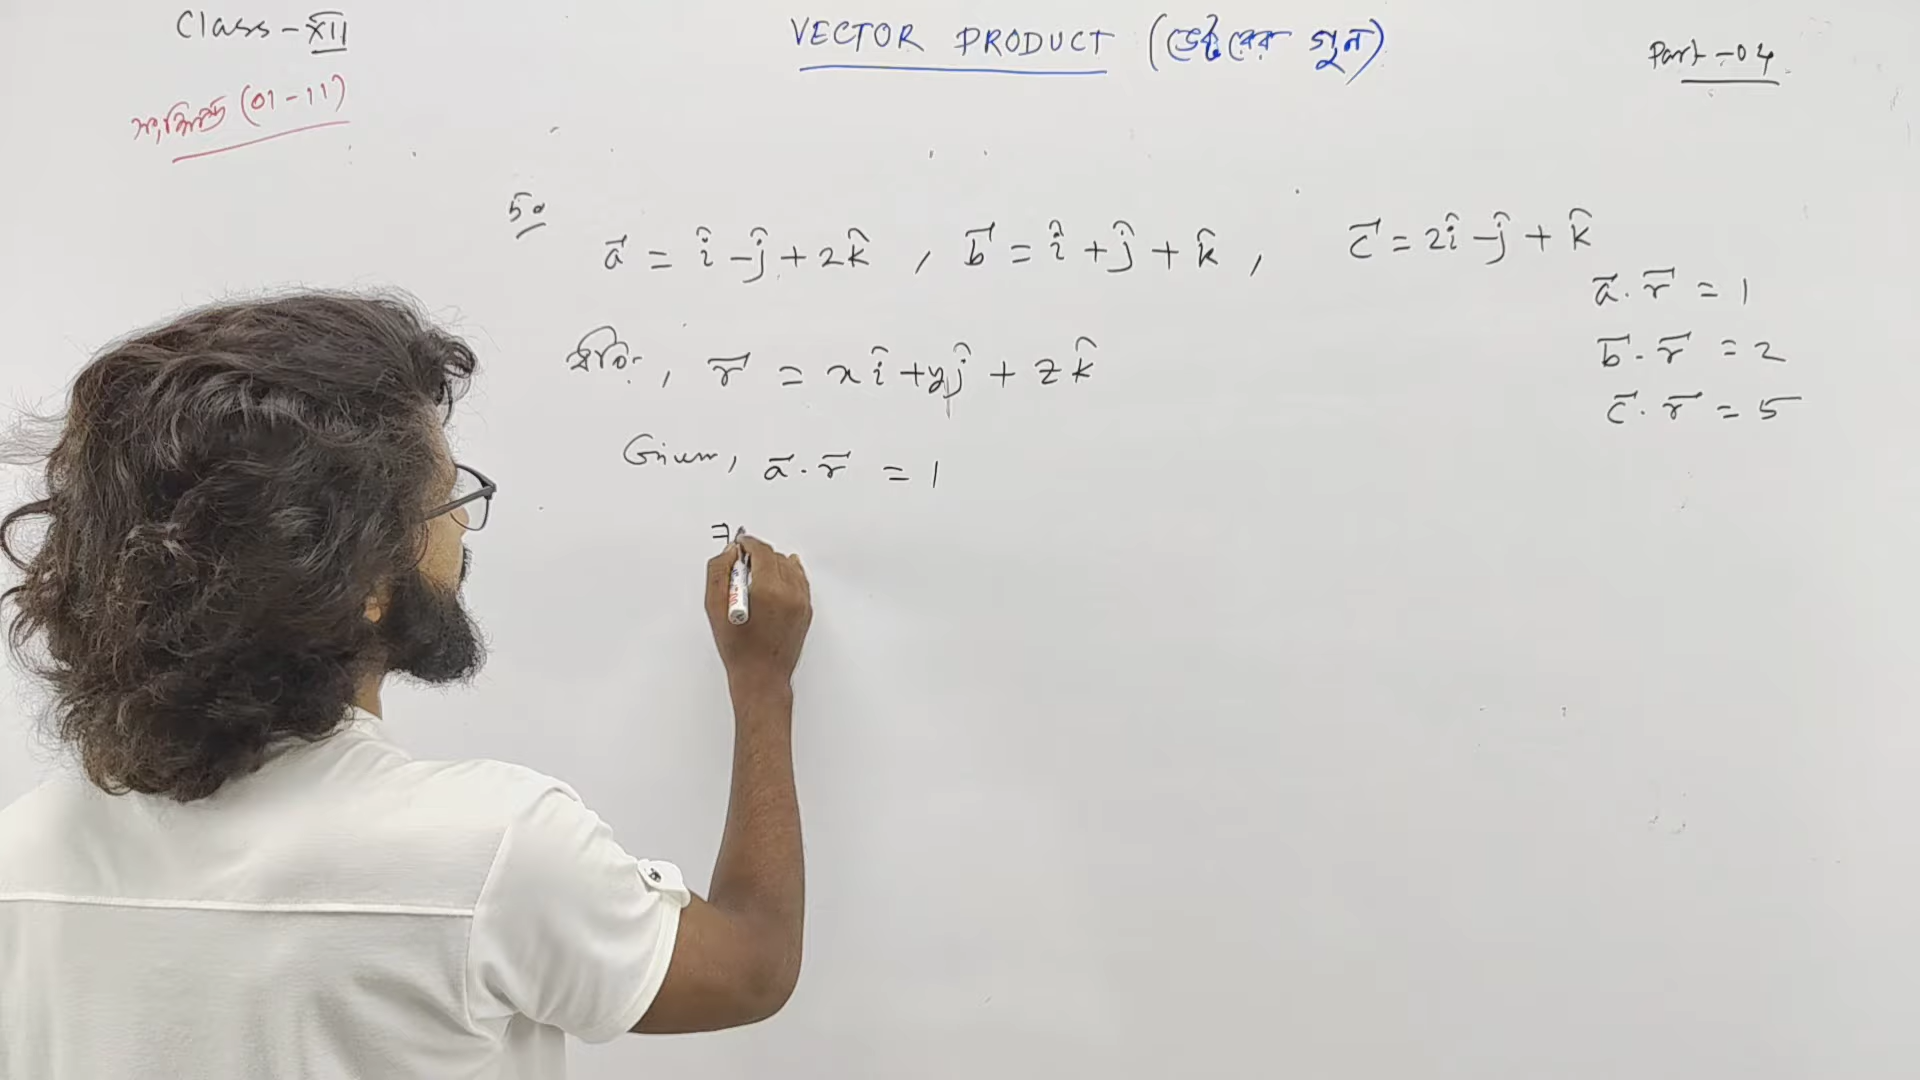 Class - XII
VECTOR PRODUCT (ভেক্টরের গুন)
Part - 04
সংক্ষিপ্ত (01 - 11)
5.
a⃗ = î - ĵ + 2k̂ , b⃗ = î + ĵ + k̂ , c⃗ = 2î - ĵ + k̂
a⃗ . r⃗ = 1
b⃗ . r⃗ = 2
c⃗ . r⃗ = 5
ধরি, r⃗ = xî + yĵ + zk̂
Given, a⃗ . r⃗ = 1